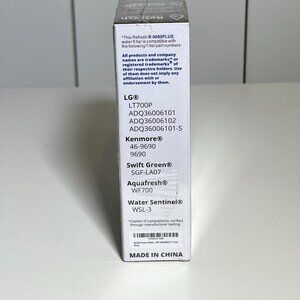 *This Refresh R-9690PLUS
water filter is compatible with
the following filter part numbers:
All products and company
names are trademarks™ or
registered trademarks® of
their respective holders. Use
of them does not imply any
affiliation with or
endorsement by them.
LG®
LT700P
ADQ36006101
ADQ36006102
ADQ36006101-S
Kenmore®
46-9690
9690
Swift Green®
SGF-LA07
Aquafresh®
WF700
Water Sentinel®
WSL-3
*Claims of compatibility verified
through manufacturer testing
MADE IN CHINA